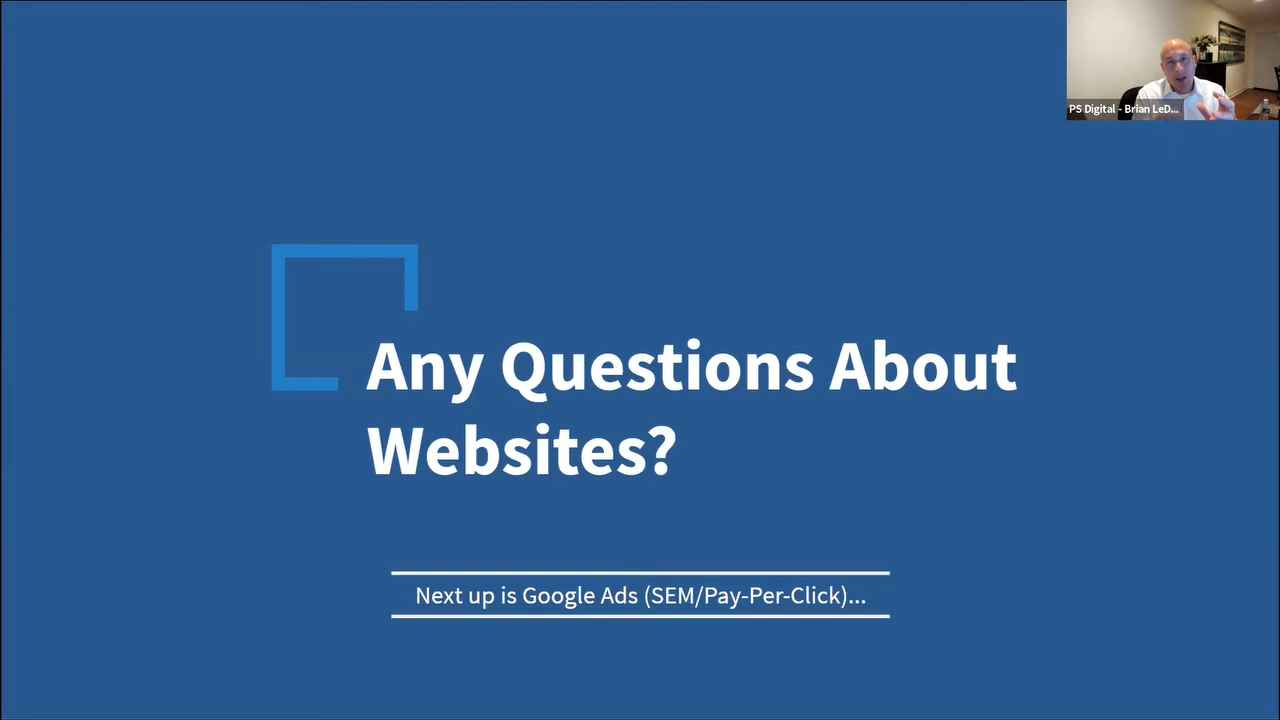 PS Digital - Brian LeD...
Any Questions About
Websites?
Next up is Google Ads (SEM/Pay-Per-Click)...